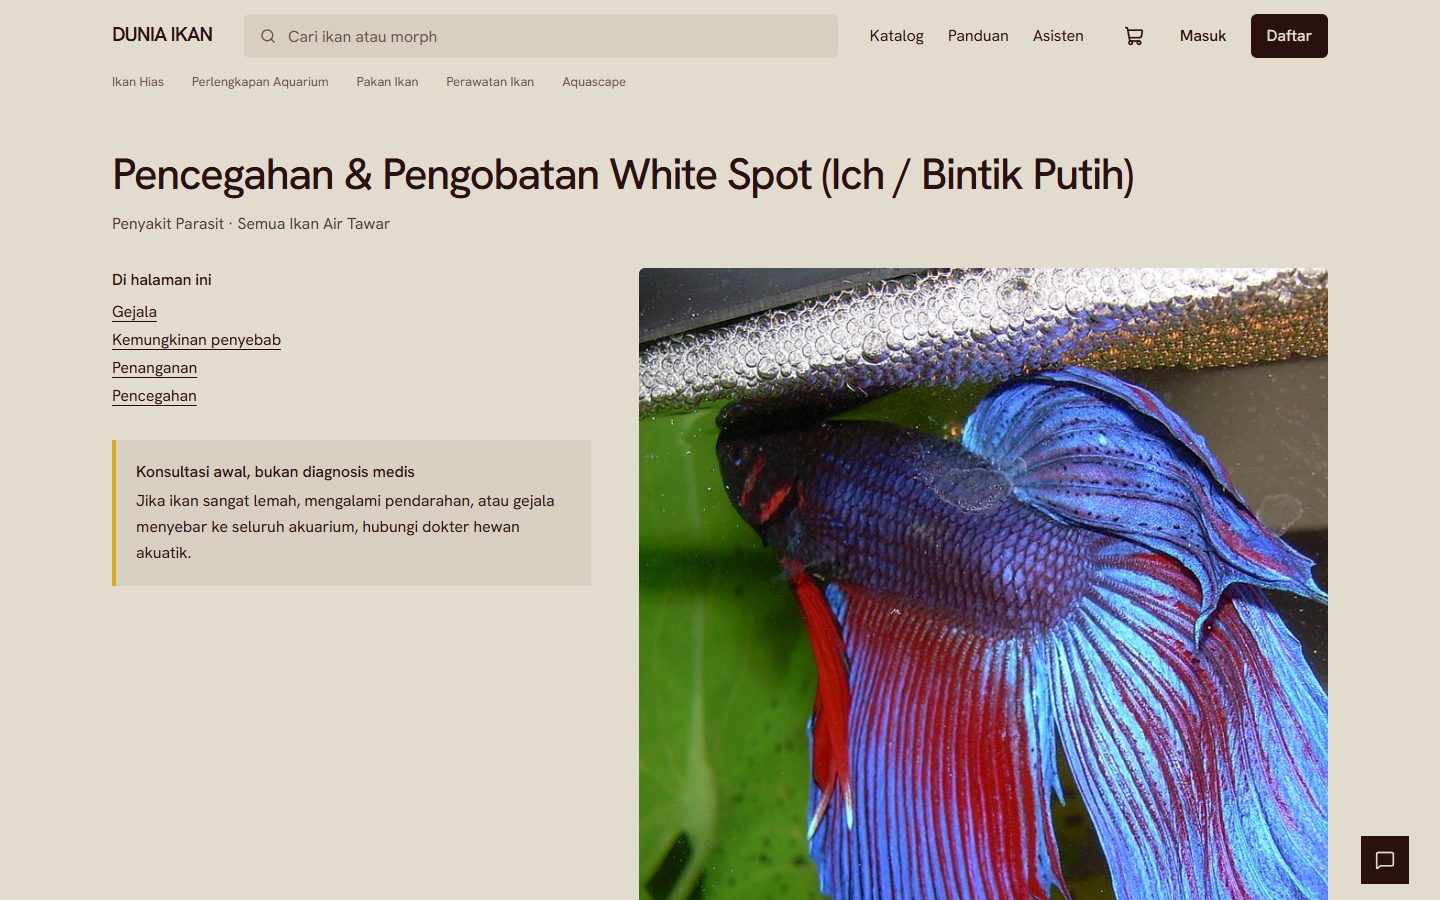 DUNIA IKAN
Cari ikan atau morph
Katalog
Panduan
Asisten
Masuk
Daftar
Ikan Hias
Perlengkapan Aquarium
Pakan Ikan
Perawatan Ikan
Aquascape
Pencegahan & Pengobatan White Spot (Ich / Bintik Putih)
Penyakit Parasit · Semua Ikan Air Tawar
Di halaman ini
Gejala
Kemungkinan penyebab
Penanganan
Pencegahan
Konsultasi awal, bukan diagnosis medis
Jika ikan sangat lemah, mengalami pendarahan, atau gejala
menyebar ke seluruh akuarium, hubungi dokter hewan
akuatik.